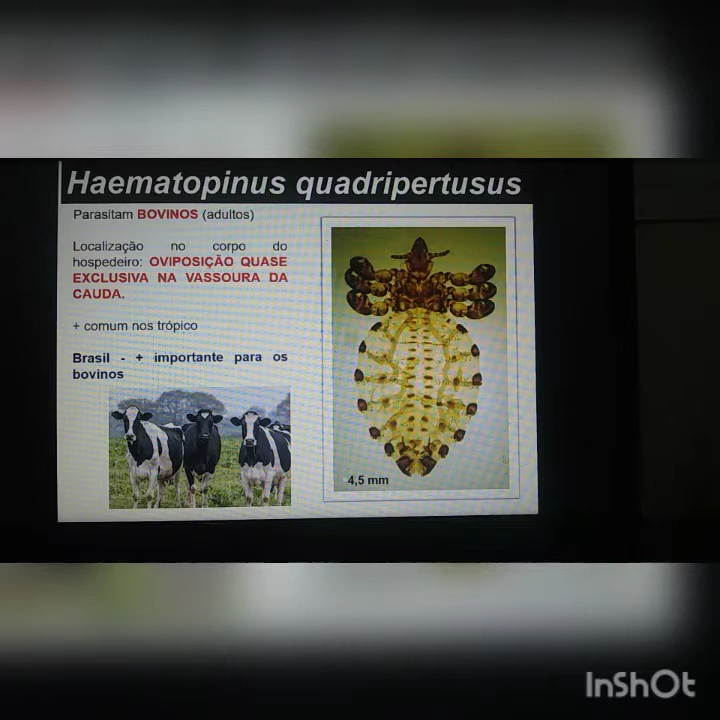 Haematopinus quadripertusus
Parasitam BOVINOS (adultos)
Localização no corpo do
hospedeiro: OVIPOSIÇÃO QUASE
EXCLUSIVA NA VASSOURA DA
CAUDA.
+ comum nos trópico
Brasil - + importante para os
bovinos
4,5 mm
InShOt